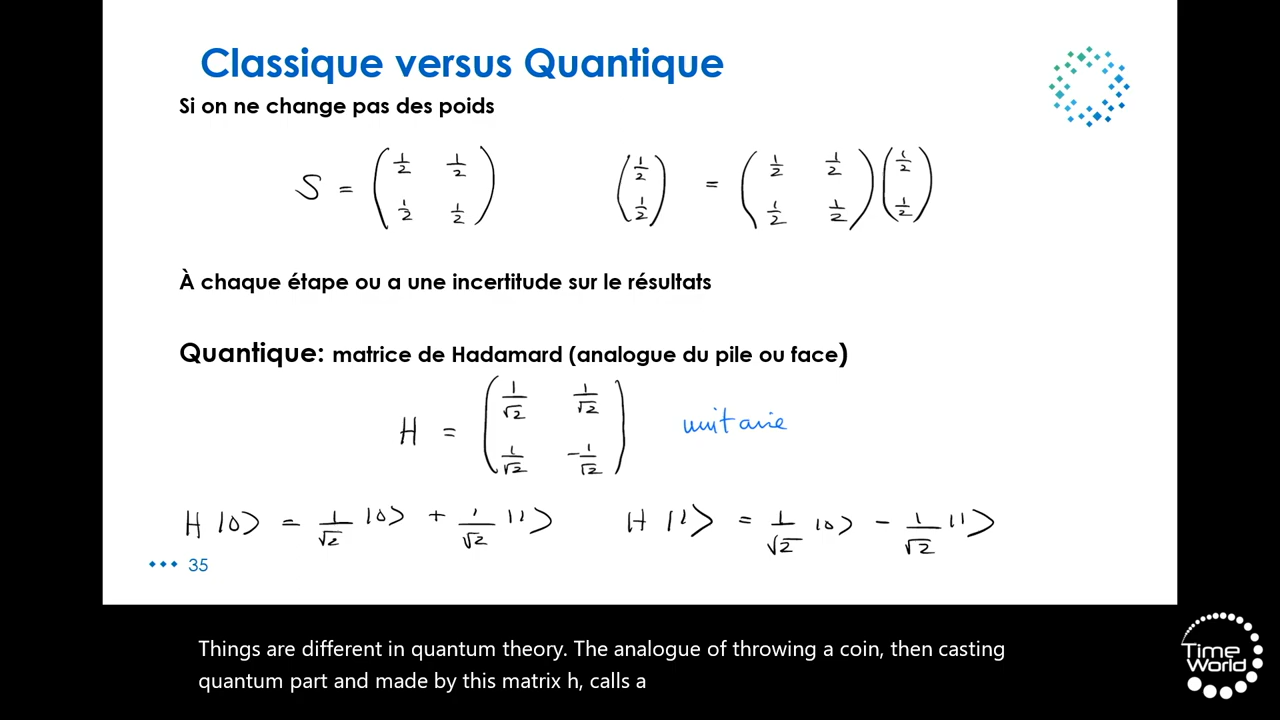 Classique versus Quantique
Si on ne change pas des poids
S = ( 1/2 1/2 ; 1/2 1/2 ) ( 1/2 ; 1/2 ) = ( 1/2 1/2 ; 1/2 1/2 ) ( 1/2 ; 1/2 )
À chaque étape ou a une incertitude sur le résultats
Quantique: matrice de Hadamard (analogue du pile ou face)
H = ( 1/√2 1/√2 ; 1/√2 -1/√2 ) unitarie
H |0> = 1/√2 |0> + 1/√2 |1> H |1> = 1/√2 |0> - 1/√2 |1>
35
Things are different in quantum theory. The analogue of throwing a coin, then casting
quantum part and made by this matrix h, calls a
Time
World